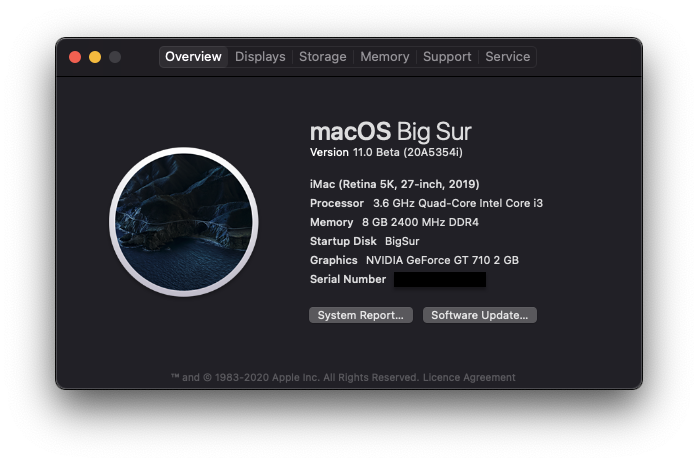 Overview Displays Storage Memory Support Service
macOS Big Sur
Version 11.0 Beta (20A5354i)
iMac (Retina 5K, 27-inch, 2019)
Processor 3.6 GHz Quad-Core Intel Core i3
Memory 8 GB 2400 MHz DDR4
Startup Disk BigSur
Graphics NVIDIA GeForce GT 710 2 GB
Serial Number
System Report... Software Update...
™ and © 1983-2020 Apple Inc. All Rights Reserved. Licence Agreement